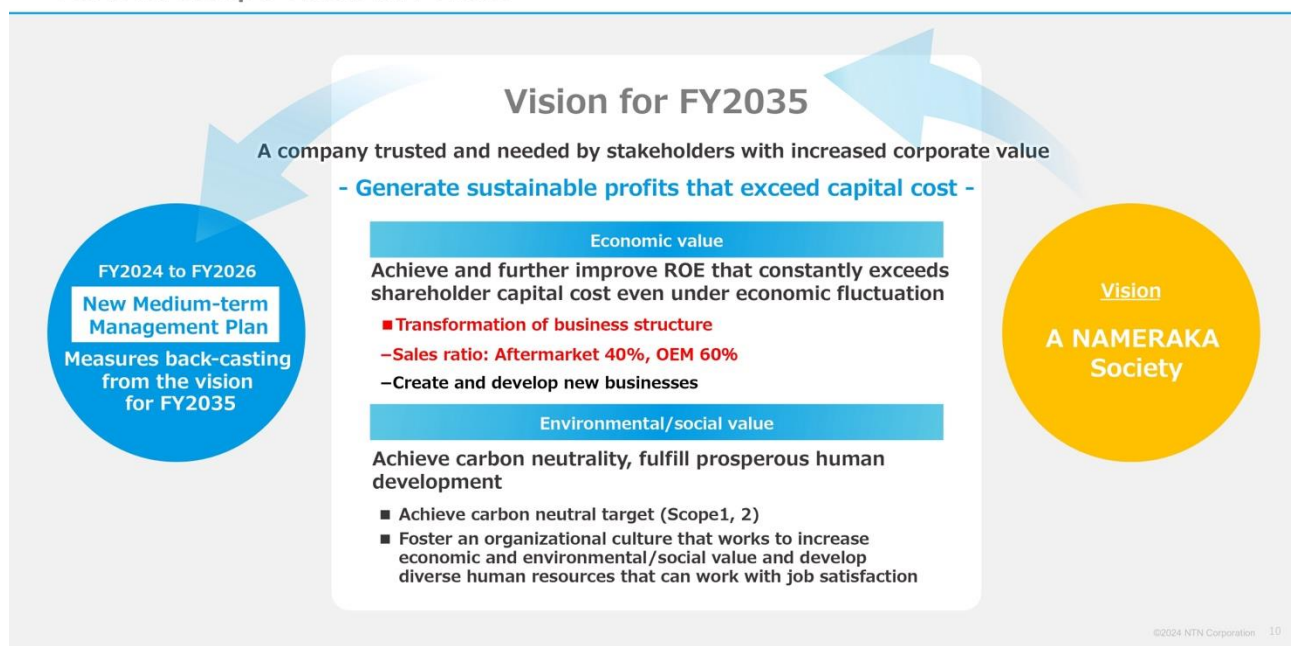 Vision for FY2035
A company trusted and needed by stakeholders with increased corporate value
- Generate sustainable profits that exceed capital cost -
FY2024 to FY2026
New Medium-term
Management Plan
Measures back-casting
from the vision
for FY2035
Economic value
Achieve and further improve ROE that constantly exceeds
shareholder capital cost even under economic fluctuation
■Transformation of business structure
−Sales ratio: Aftermarket 40%, OEM 60%
−Create and develop new businesses
Environmental/social value
Achieve carbon neutrality, fulfill prosperous human
development
■ Achieve carbon neutral target (Scope1, 2)
■ Foster an organizational culture that works to increase
economic and environmental/social value and develop
diverse human resources that can work with job satisfaction
Vision
A NAMERAKA
Society
©2024 NTN Corporation 10